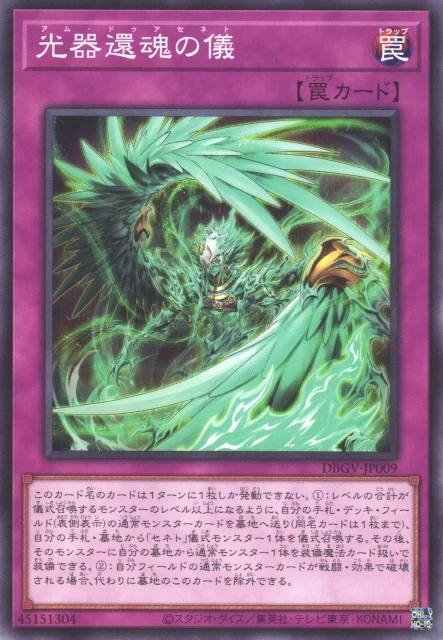 アム・ドゥアセネト
光器還魂の儀
トラップ
罠
トラップ
【罠カード】
DBGV-JP009
このカード名のカードは1ターンに1枚しか発動できない。①:レベルの合計が
儀式召喚するモンスターのレベル以上になるように、自分の手札・デッキ・フィー
ルド(表側表示)の通常モンスターカードを墓地へ送り(同名カードは1枚まで)、
自分の手札・墓地から「セネト」儀式モンスター1体を儀式召喚する。その後、
そのモンスターに自分の墓地から通常モンスター1体を装備魔法カード扱いで
装備できる。②:自分フィールドの通常モンスターカードが戦闘・効果で破壊
される場合、代わりに墓地のこのカードを除外できる。
45151304
©スタジオ・ダイス/集英社・テレビ東京・KONAMI